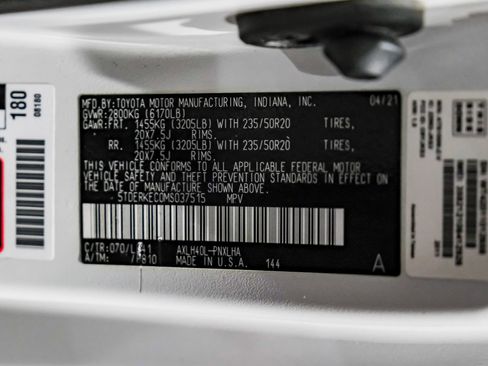 MFD.BY: TOYOTA MOTOR MANUFACTURING, INDIANA, INC. 04/21
GVWR: 2800KG (6170LB)
GAWR: FRT. 1455KG (3205LB) WITH 235/50R20 TIRES,
20X7.5J RIMS.
RR. 1455KG (3205LB) WITH 235/50R20 TIRES,
20X7.5J RIMS.
THIS VEHICLE CONFORMS TO ALL APPLICABLE FEDERAL MOTOR
VEHICLE SAFETY AND THEFT PREVENTION STANDARDS IN EFFECT ON
THE DATE OF MANUFACTURE SHOWN ABOVE.
5TDERKEC0MS037515 MPV
C/TR: 070/ AXLH40L-PNXLHA
A/TM: MADE IN U.S.A. 144 A
180
08180